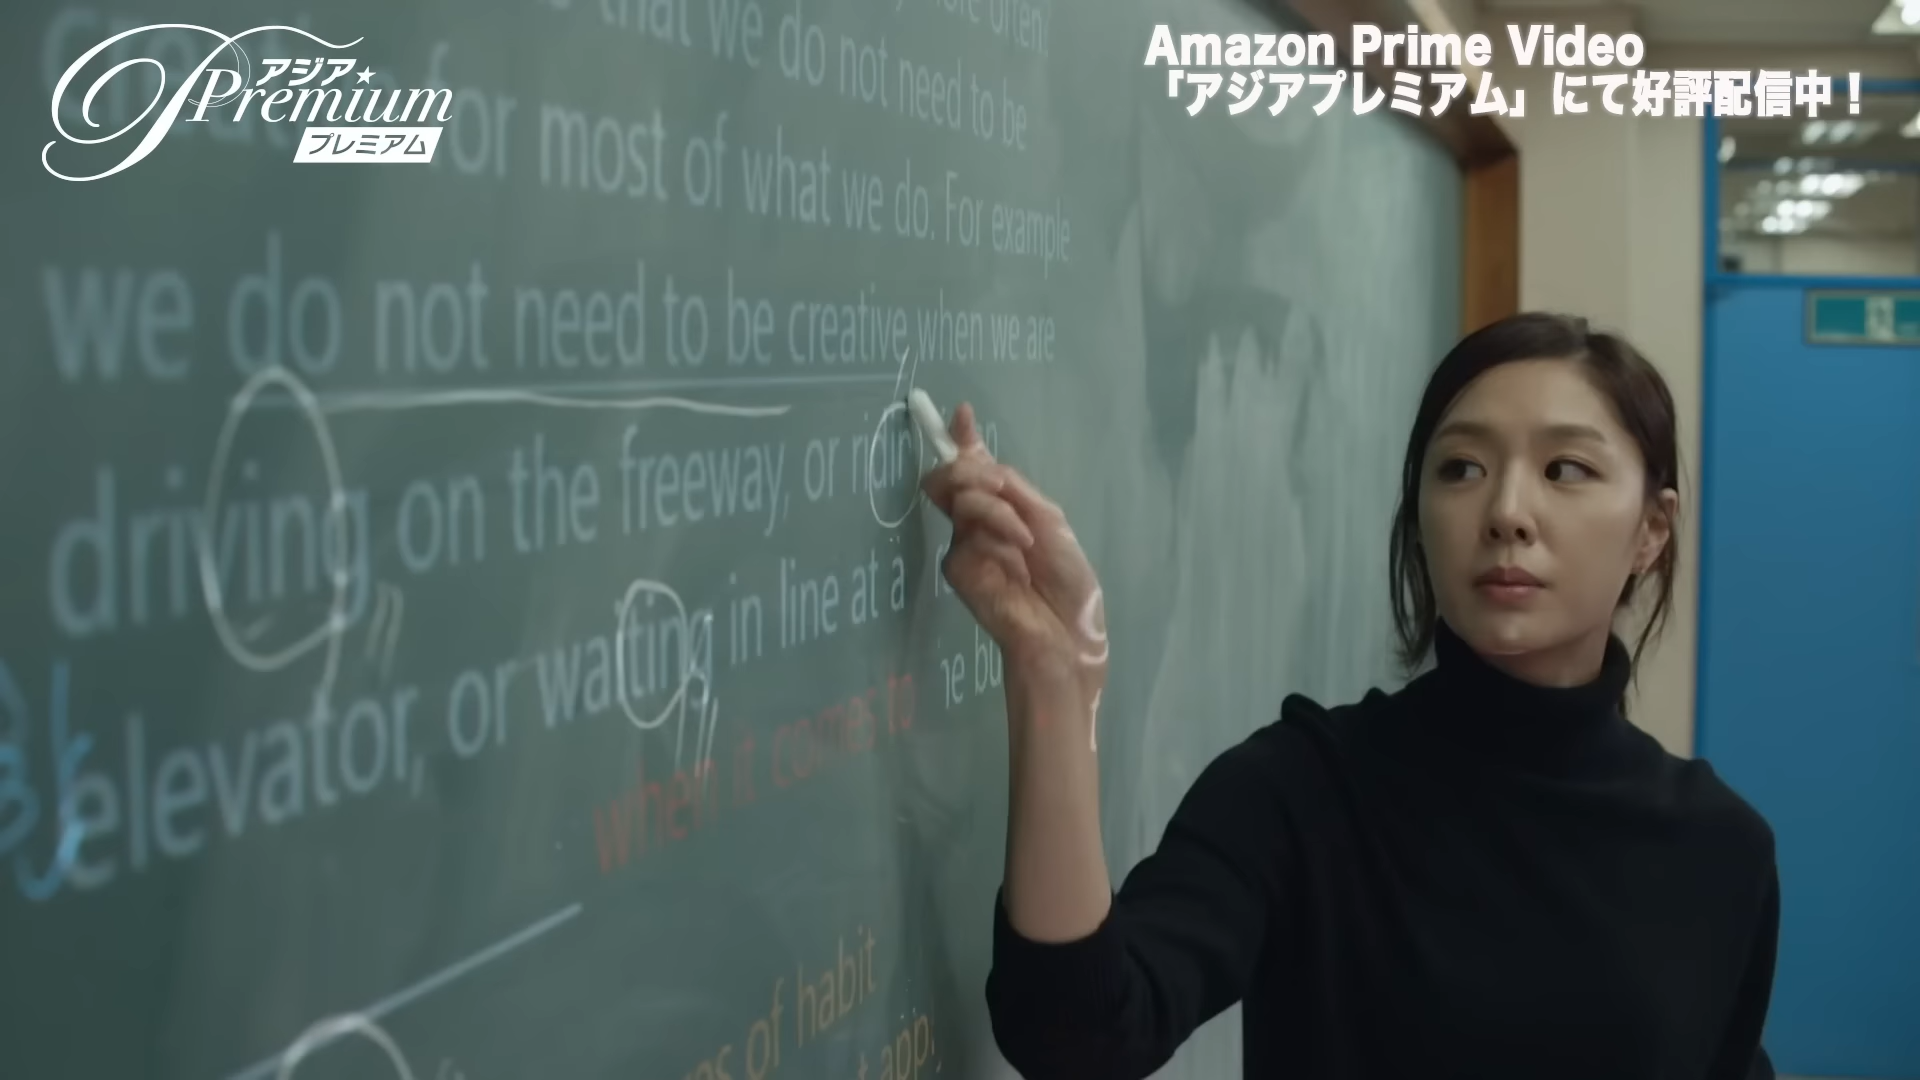 アジア★
Premium
プレミアム
Amazon Prime Video
「アジアプレミアム」にて好評配信中！
that we do not need to be
for most of what we do. For example
we do not need to be creative when we are
driving on the freeway, or ridin
elevator, or waiting in line at a
when it comes to
of habit